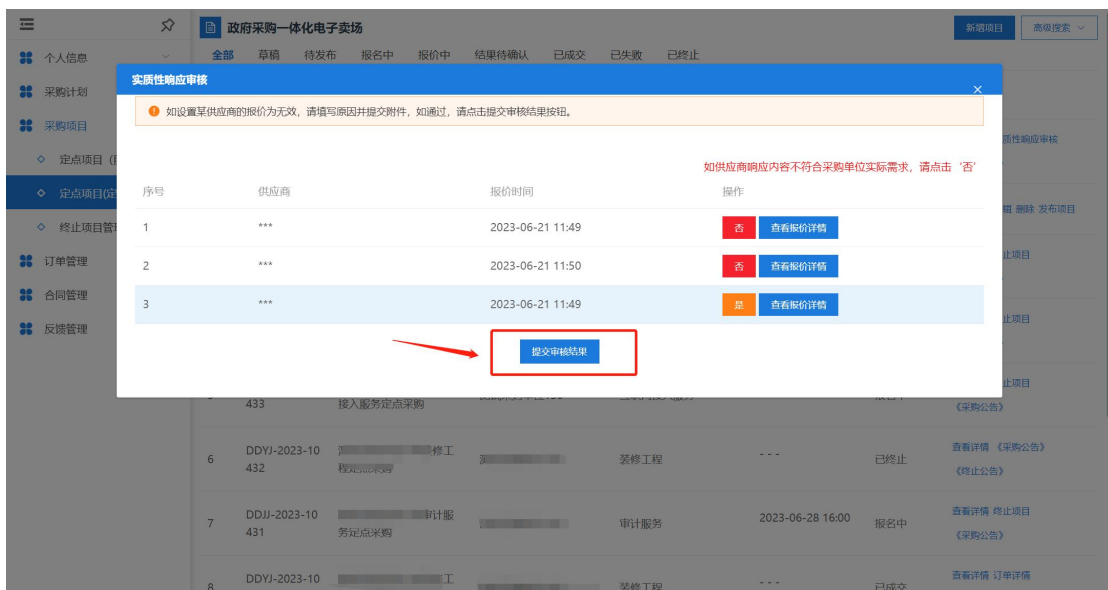 政府采购一体化电子卖场
新增项目
高级搜索
个人信息
全部 草稿 待发布 报名中 报价中 结果待确认 已成交 已失败 已终止
实质性响应审核
采购计划
如设置某供应商的报价为无效，请填写原因并提交附件，如通过，请点击提交审核结果按钮。
采购项目
质性响应审核
定点项目
如供应商响应内容不符合采购单位实际需求，请点击‘否’
定点项目(定
序号 供应商 报价时间 操作
删除 发布项目
终止项目管理
1 *** 2023-06-21 11:49 否 查看报价详情
订单管理
止项目
2 *** 2023-06-21 11:50 否 查看报价详情
合同管理
3 *** 2023-06-21 11:49 是 查看报价详情
反馈管理
止项目
提交审核结果
止项目
433 接入服务定点采购
《采购公告》
6 DDYJ-2023-10 修工 装修工程 - - - 已终止 查看详情 《采购公告》
432 《终止公告》
7 DDJJ-2023-10 审计服 审计服务 2023-06-28 16:00 报名中 查看详情 终止项目
431 务定点采购 《采购公告》
8 DDYJ-2023-10 工 装修工程 - - - 已成交 查看详情 订单详情